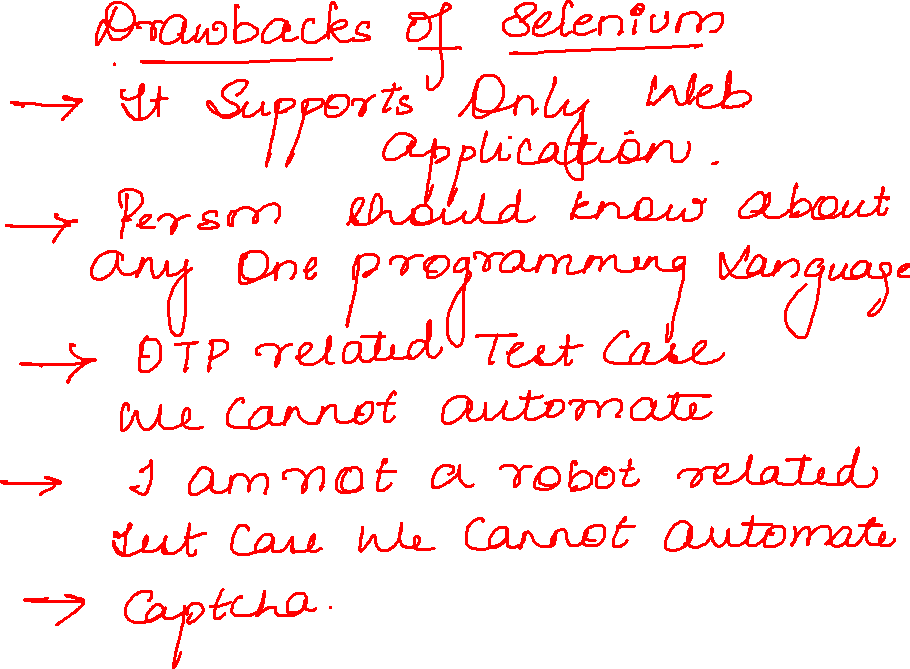 Drawbacks of Selenium
→ It Supports Only Web
Application.
→ Person should know about
any One programming Language
→ OTP related Test Case
we cannot automate
→ I am not a robot related
Test Case We Cannot automate
→ Captcha.